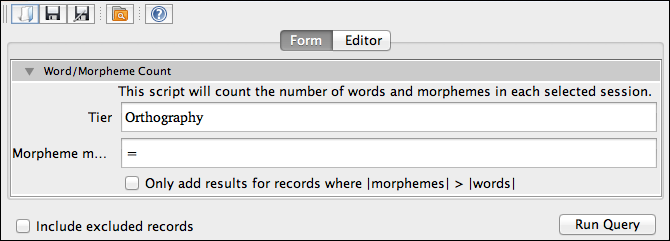 Form Editor
Word/Morpheme Count
This script will count the number of words and morphemes in each selected session.
Tier Orthography
Morpheme m... =
Only add results for records where |morphemes| > |words|
Include excluded records Run Query